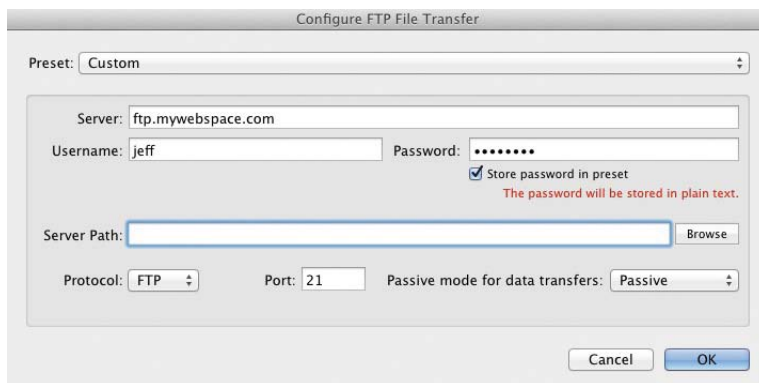 Configure FTP File Transfer
Preset: Custom
Server: ftp.mywebspace.com
Username: jeff Password: ••••••••
Store password in preset
The password will be stored in plain text.
Server Path: Browse
Protocol: FTP Port: 21 Passive mode for data transfers: Passive
Cancel OK